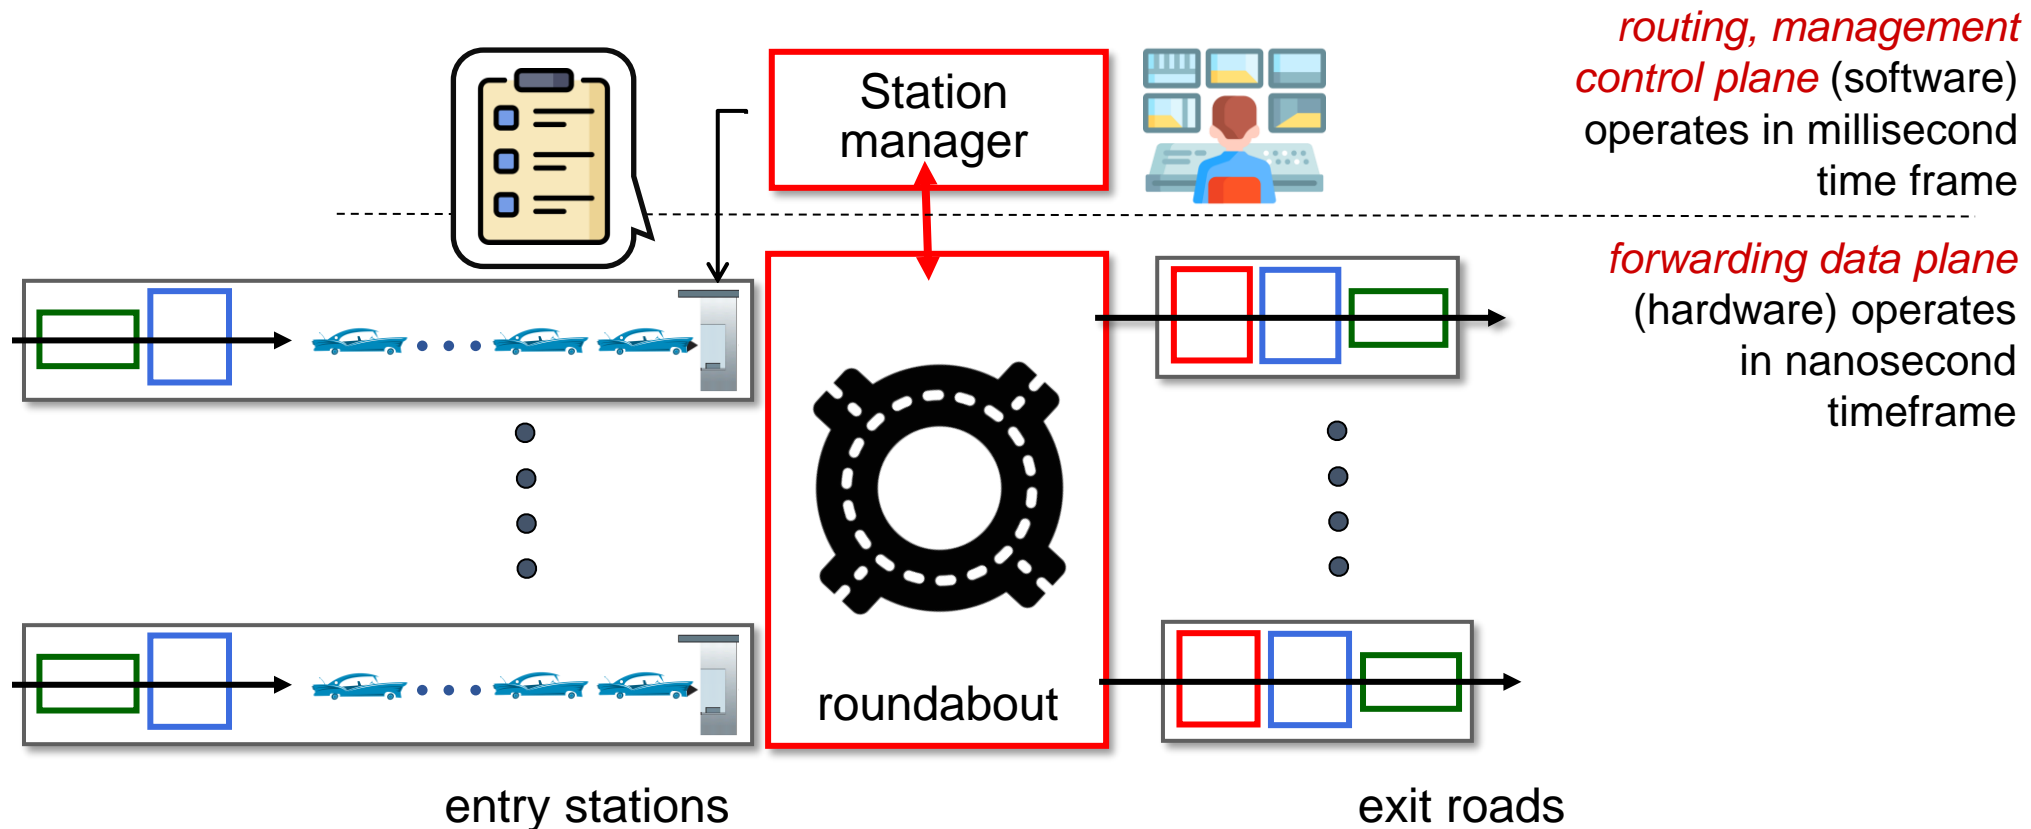 Station
manager
routing, management
control plane (software)
operates in millisecond
time frame
forwarding data plane
(hardware) operates
in nanosecond
timeframe
roundabout
entry stations
exit roads